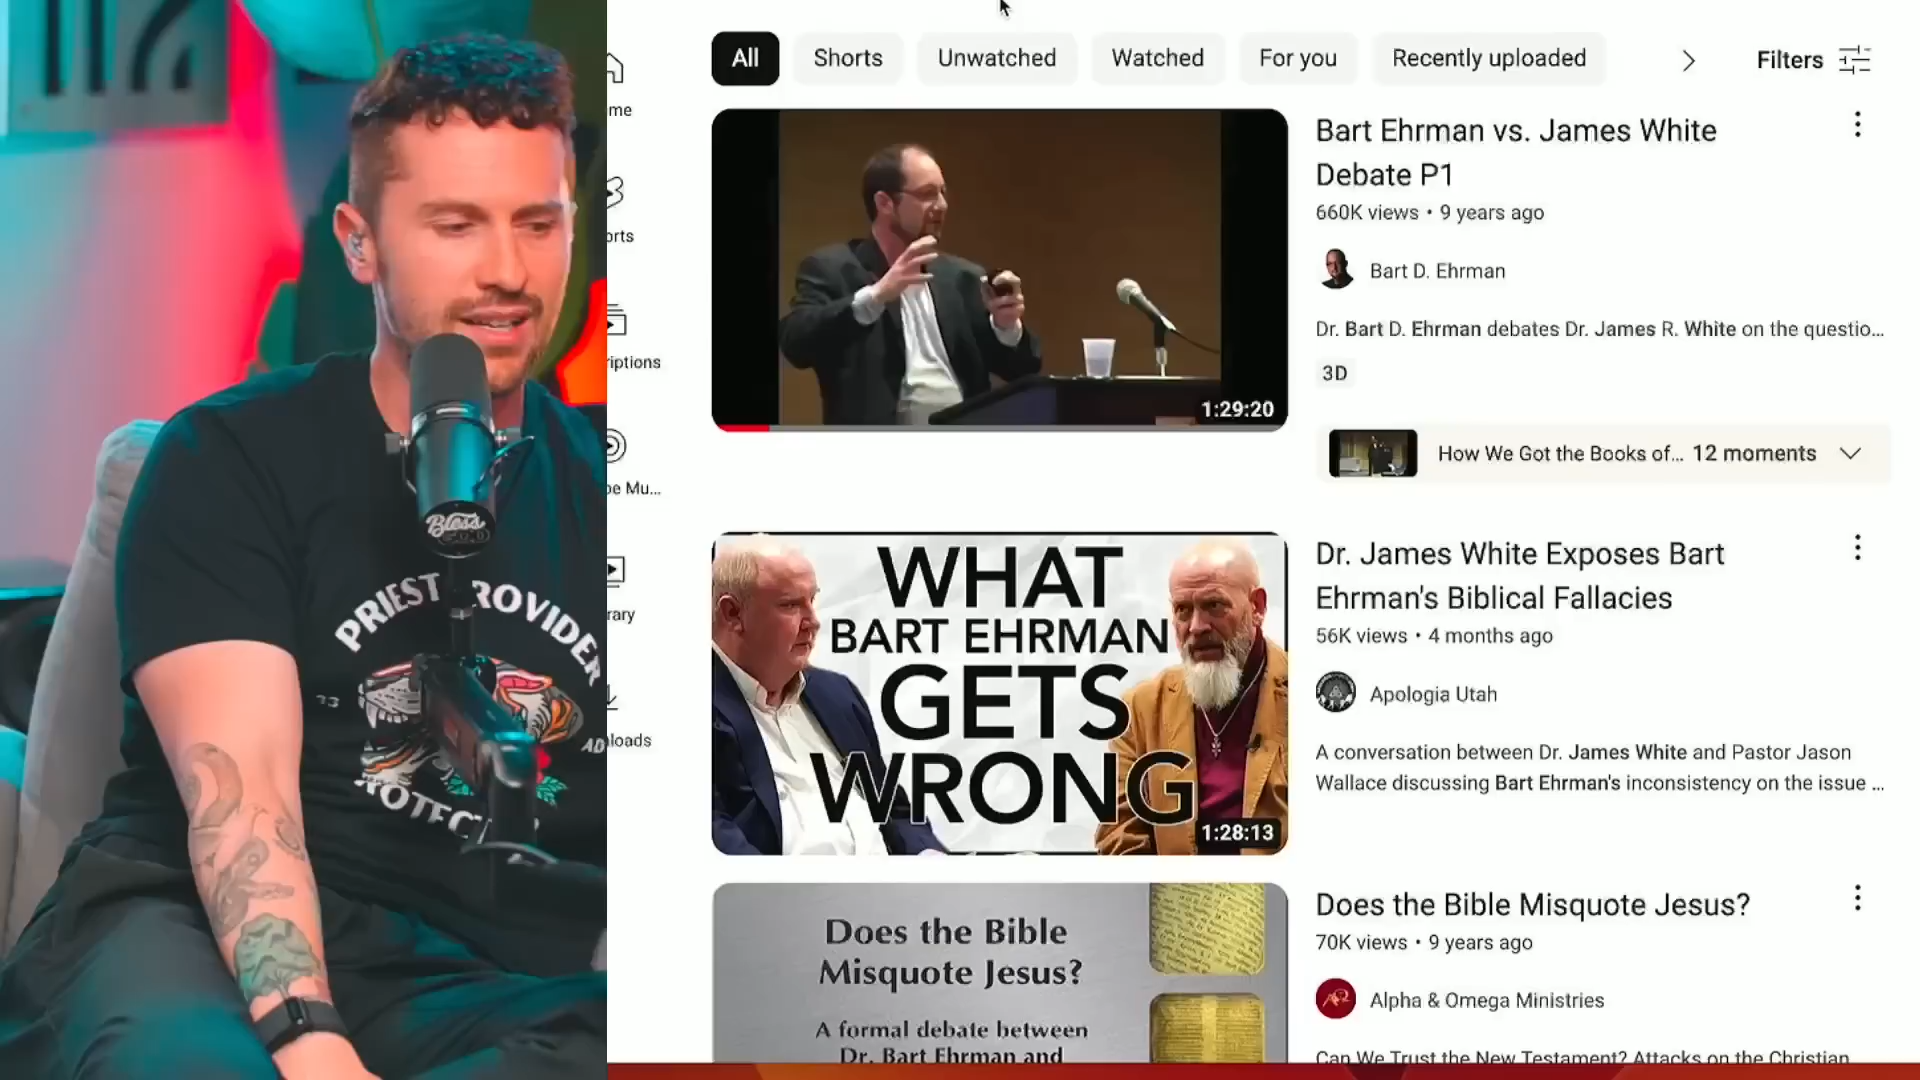 Bless
GOD
PRIEST PROVIDER
me
orts
riptions
be Mu...
rary
loads
All
Shorts
Unwatched
Watched
For you
Recently uploaded
Filters
1:29:20
Bart Ehrman vs. James White
Debate P1
660K views • 9 years ago
Bart D. Ehrman
Dr. Bart D. Ehrman debates Dr. James R. White on the questio...
3D
How We Got the Books of... 12 moments
WHAT
BART EHRMAN
GETS
WRONG
1:28:13
Dr. James White Exposes Bart
Ehrman's Biblical Fallacies
56K views • 4 months ago
Apologia Utah
A conversation between Dr. James White and Pastor Jason
Wallace discussing Bart Ehrman's inconsistency on the issue ...
Does the Bible
Misquote Jesus?
A formal debate between
Dr. Bart Ehrman and
Does the Bible Misquote Jesus?
70K views • 9 years ago
Alpha & Omega Ministries
Can We Trust the New Testament? Attacks on the Christian